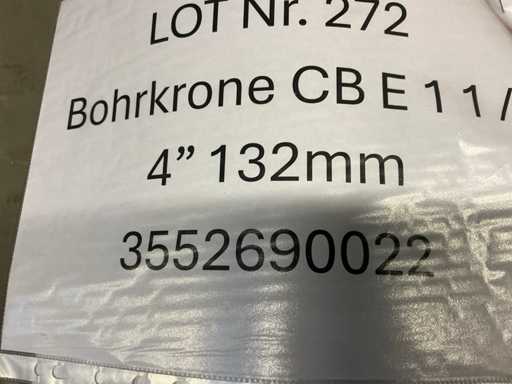 LOT Nr. 272
Bohrkrone CB E 1 1 /
4” 132mm
3552690022